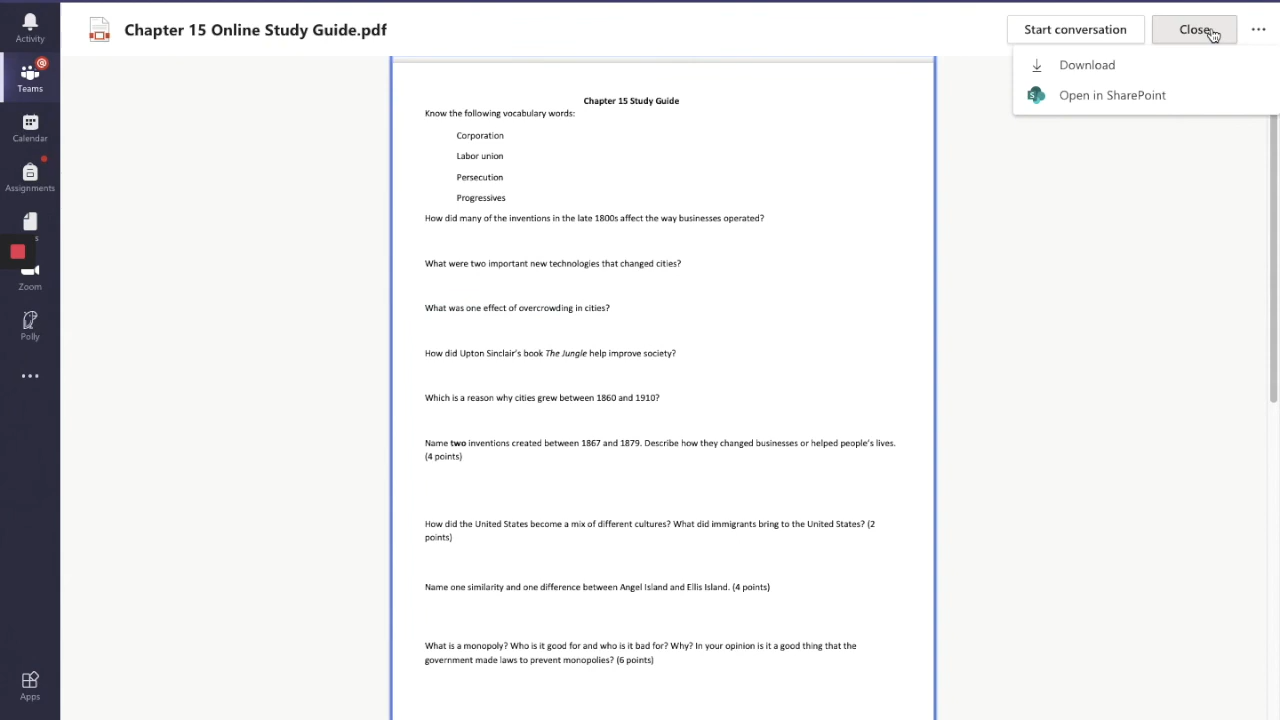 Activity
Teams
Calendar
Assignments
Zoom
Polly
Apps
Chapter 15 Online Study Guide.pdf
Start conversation
Close
Download
Open in SharePoint
Chapter 15 Study Guide
Know the following vocabulary words:
Corporation
Labor union
Persecution
Progressives
How did many of the inventions in the late 1800s affect the way businesses operated?
What were two important new technologies that changed cities?
What was one effect of overcrowding in cities?
How did Upton Sinclair's book The Jungle help improve society?
Which is a reason why cities grew between 1860 and 1910?
Name two inventions created between 1867 and 1879. Describe how they changed businesses or helped people's lives.
(4 points)
How did the United States become a mix of different cultures? What did immigrants bring to the United States? (2
points)
Name one similarity and one difference between Angel Island and Ellis Island. (4 points)
What is a monopoly? Who is it good for and who is it bad for? Why? In your opinion is it a good thing that the
government made laws to prevent monopolies? (6 points)